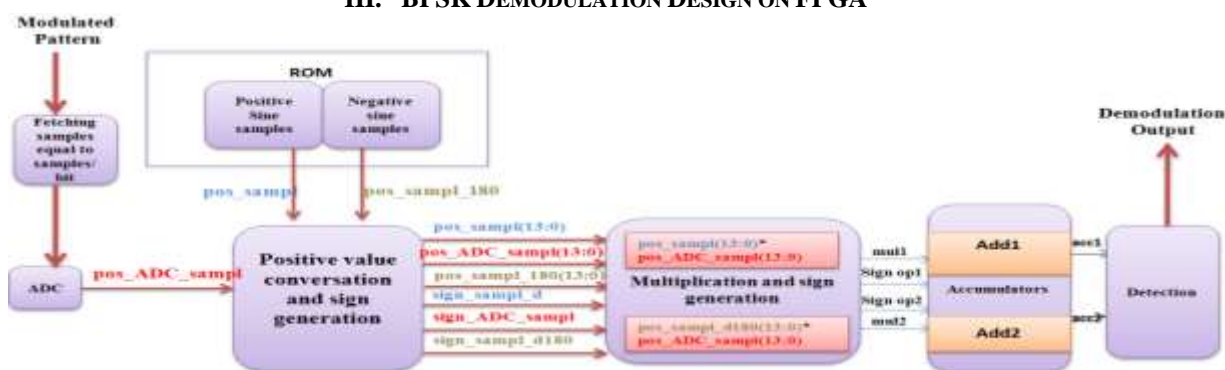 III. BPSK DEMODULATION DESIGN ON FPGA
Modulated
Pattern
ROM
Positive
Sine
samples
Negative
sine
samples
Fetching
samples
equal to
samples/
bit
Demodulation
Output
pos_sampl
pos_sampl_180
ADC
pos_ADC_sampl
Positive value
conversation
and sign
generation
pos_sampl(13:0)
pos_ADC_sampl(13:0)
pos_sampl_180(13:0)
sign_sampl_d
sign_ADC_sampl
sign_sampl_d180
pos_sampl(13:0)*
pos_ADC_sampl(13:0)
Multiplication and sign
generation
pos_sampl_d180(13:0)*
pos_ADC_sampl(13:0)
mul1
Sign op1
Sign op2
mul2
Add1
Accumulators
Add2
acc1
acc2
Detection